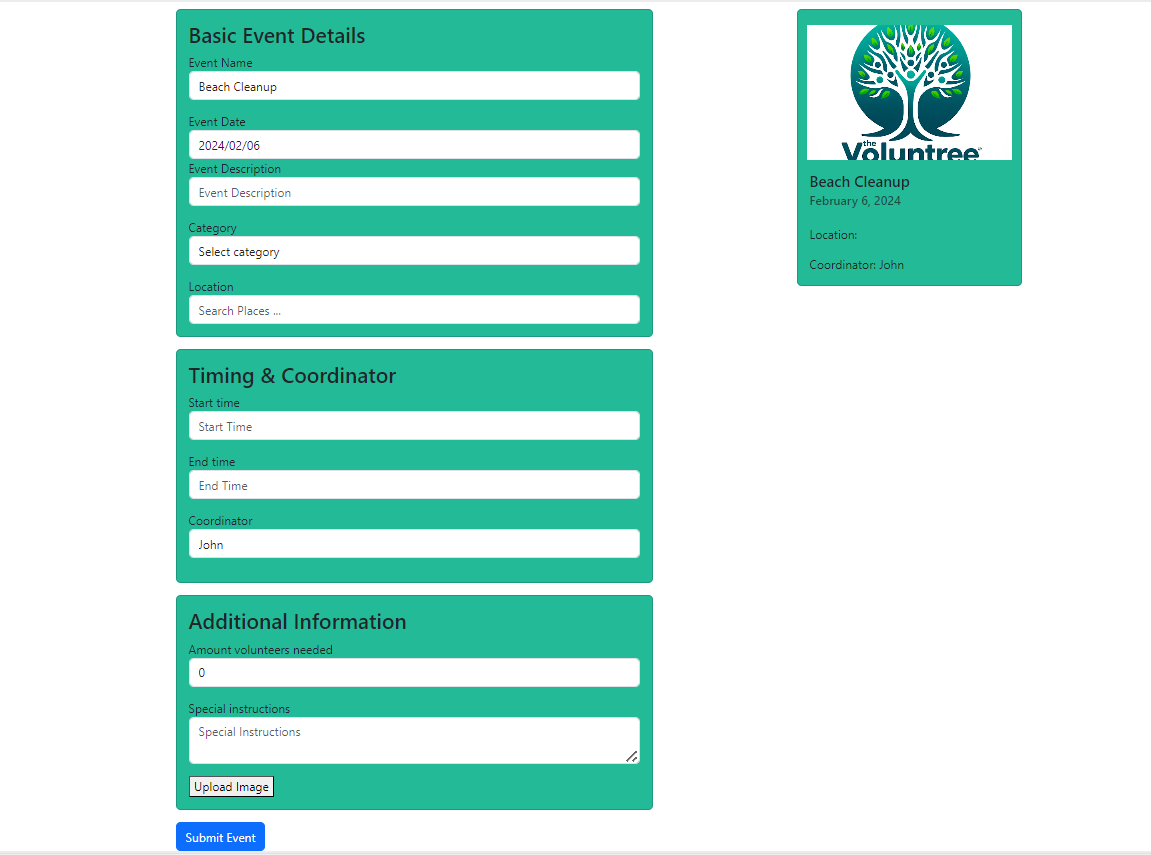 Basic Event Details
Event Name
Beach Cleanup
Event Date
2024/02/06
Event Description
Event Description
Category
Select category
Location
Search Places ...
Timing & Coordinator
Start time
Start Time
End time
End Time
Coordinator
John
Additional Information
Amount volunteers needed
0
Special instructions
Special Instructions
Upload Image
Submit Event
the
Voluntree
Beach Cleanup
February 6, 2024
Location:
Coordinator: John